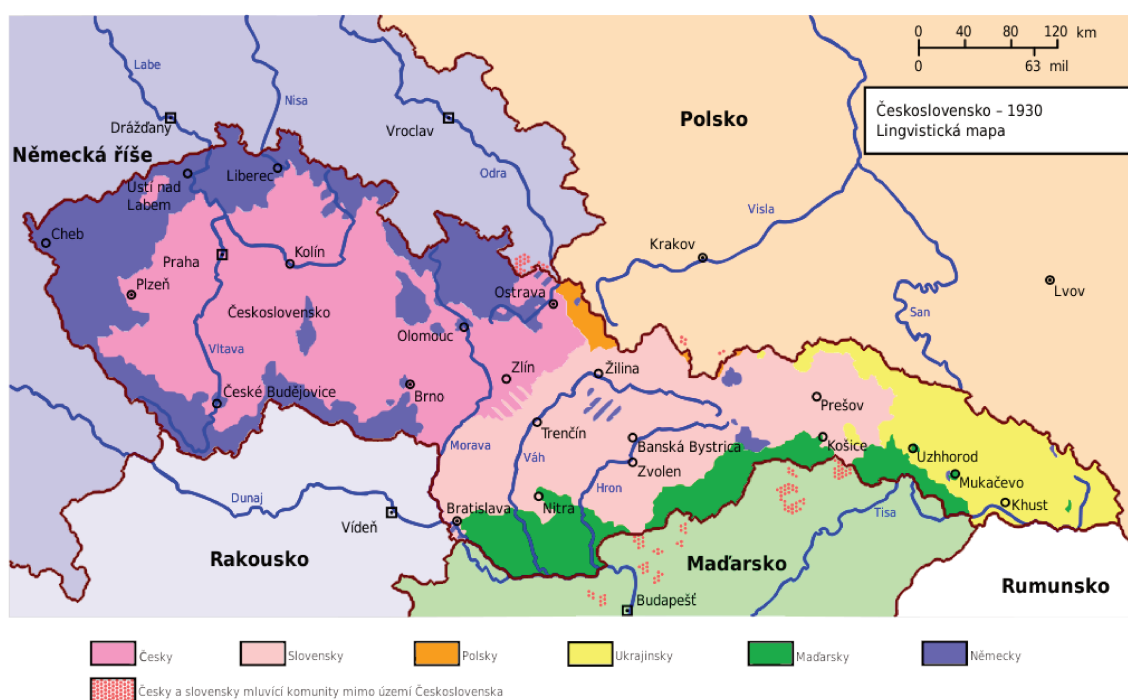 0 40 80 120 km
0 63 mil
Labe
Nisa
Československo – 1930
Lingvistická mapa
Drážďany
Vroclav
Polsko
Německá říše
Liberec
Odra
Ústí nad
Labem
Visla
Cheb
Krakov
Praha
Kolín
Plzeň
Ostrava
Lvov
Československo
San
Olomouc
Vltava
Zlín
Žilina
České Budějovice
Brno
Prešov
Trenčín
Morava
Banská Bystrica
Košice
Uzhhorod
Váh
Zvolen
Mukačevo
Hron
Dunaj
Bratislava
Nitra
Khust
Tisa
Vídeň
Rakousko
Maďarsko
Rumunsko
Budapešť
Česky
Slovensky
Polsky
Ukrajinsky
Maďarsky
Německy
Česky a slovensky mluvící komunity mimo území Československa